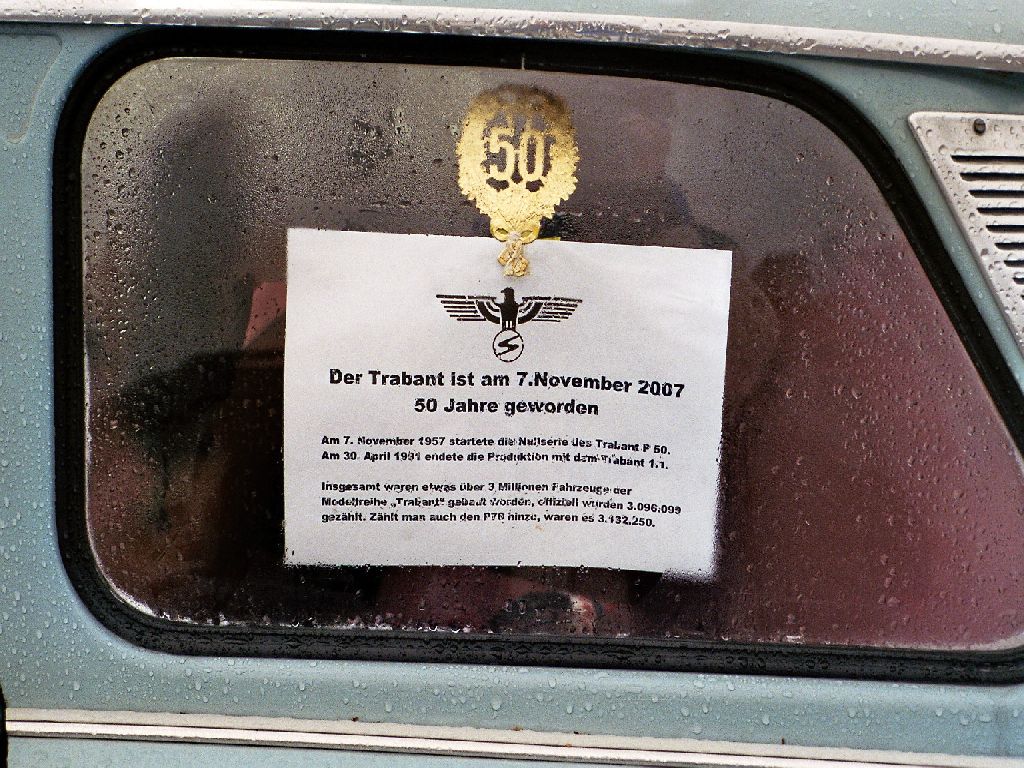 50
Der Trabant ist am 7.November 2007
50 Jahre geworden
Am 7. November 1957 startete die Nullserie des Trabant P 50.
Am 30. April 1991 endete die Produktion mit dem Trabant 1.1.
Insgesamt waren etwas über 3 Millionen Fahrzeuge der
Modellreihe „Trabant“ gebaut worden, offiziell wurden 3.096.099
gezählt. Zählt man auch den P70 hinzu, waren es 3.132.250.